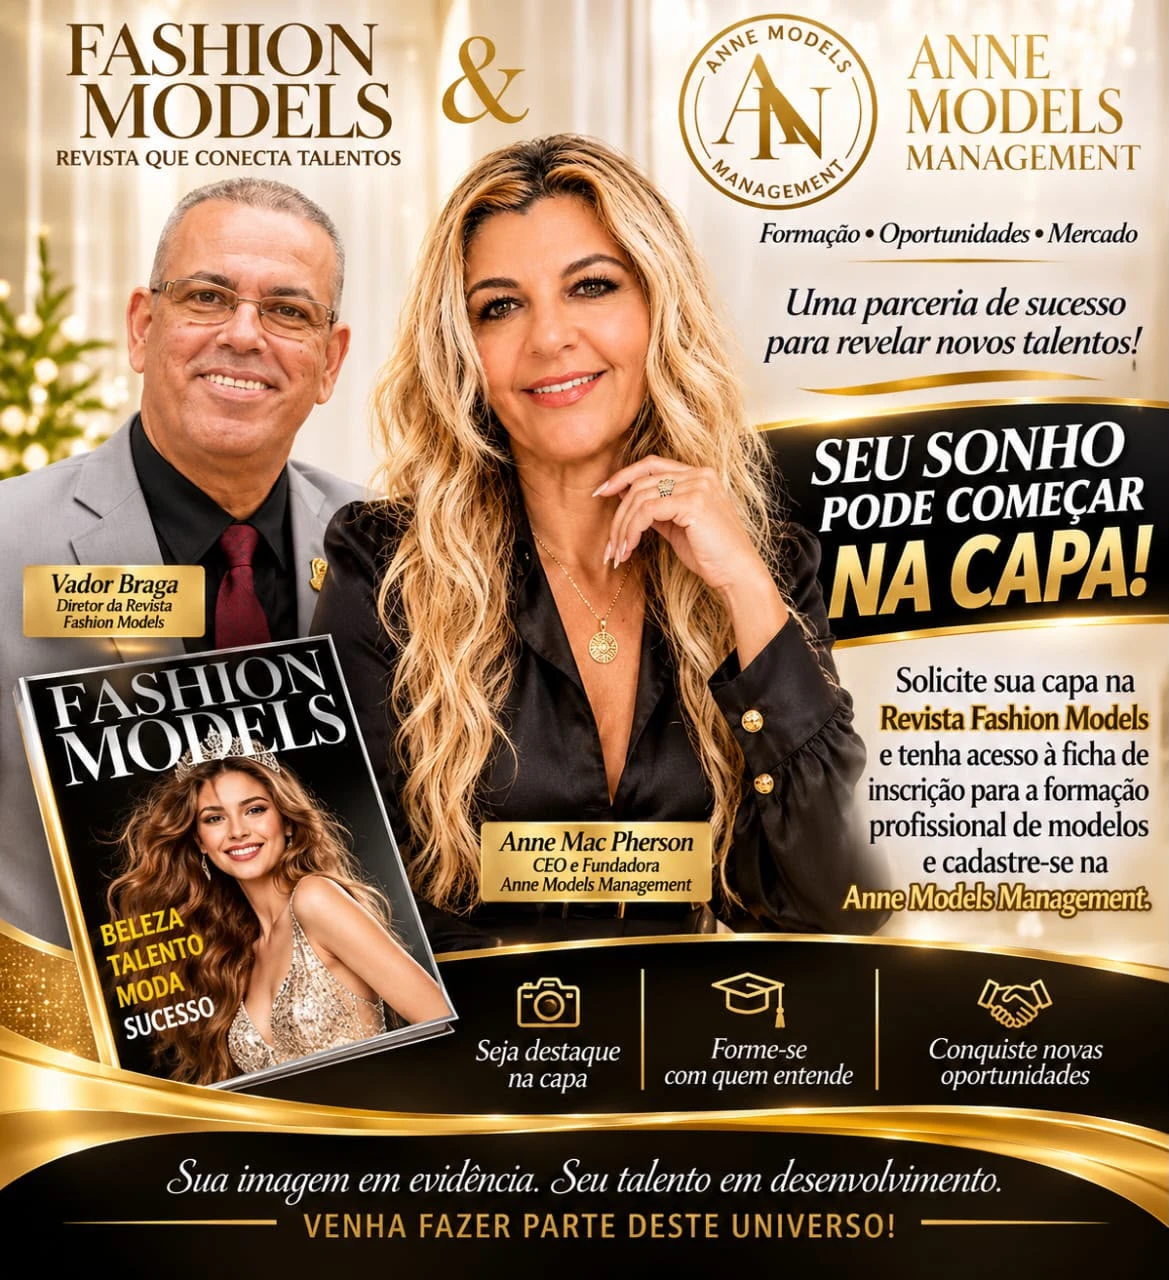 FASHION
MODELS
REVISTA QUE CONECTA TALENTOS
&
ANNE MODELS
AN
MANAGEMENT
ANNE
MODELS
MANAGEMENT
Formação • Oportunidades • Mercado
Uma parceria de sucesso
para revelar novos talentos!
SEU SONHO
PODE COMEÇAR
NA CAPA!
Vador Braga
Diretor da Revista
Fashion Models
FASHION
MODELS
BELEZA
TALENTO
MODA
SUCESSO
Anne Mac Pherson
CEO e Fundadora
Anne Models Management
Solicite sua capa na
Revista Fashion Models
e tenha acesso à ficha de
inscrição para a formação
profissional de modelos
e cadastre-se na
Anne Models Management.
Seja destaque
na capa
Forme-se
com quem entende
Conquiste novas
oportunidades
Sua imagem em evidência. Seu talento em desenvolvimento.
VENHA FAZER PARTE DESTE UNIVERSO!